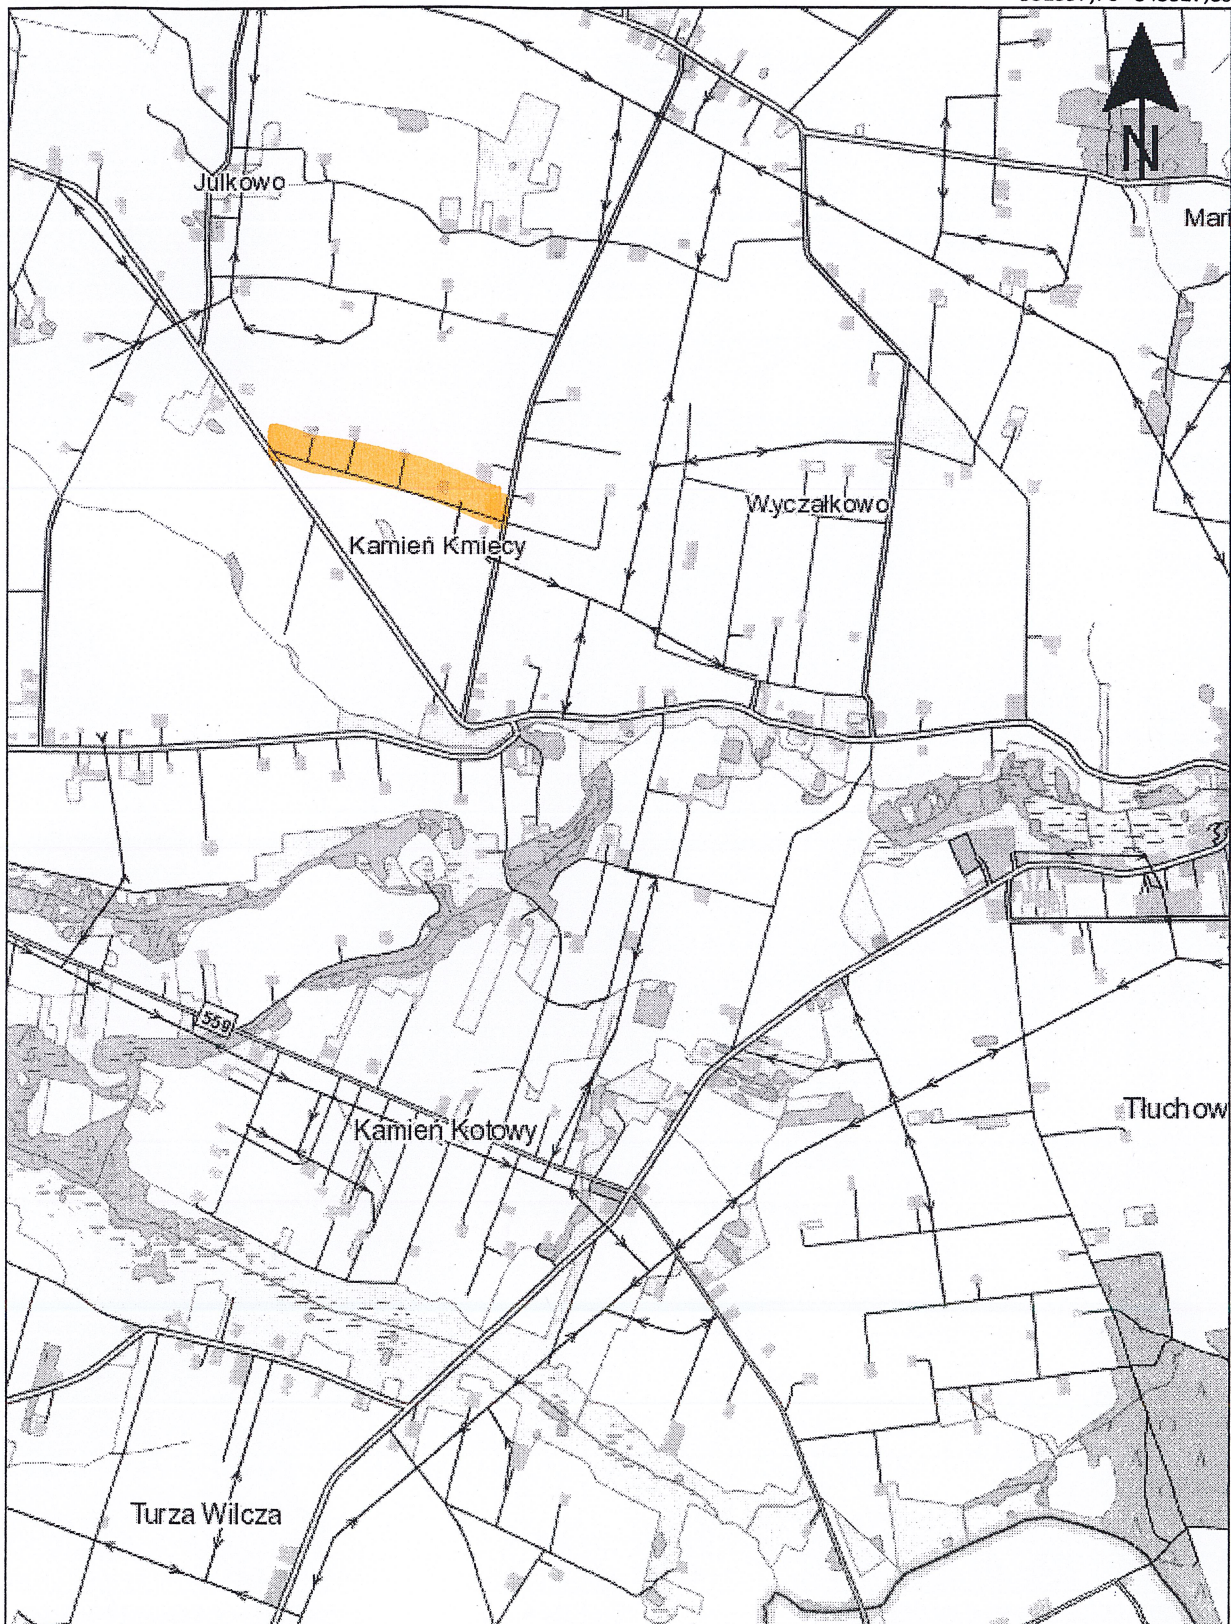 N
Julkowo
Mari
Wyczałkowo
Kamień Kmiecy
559
Kamień Kotowy
Tłuchow
Turza Wilcza